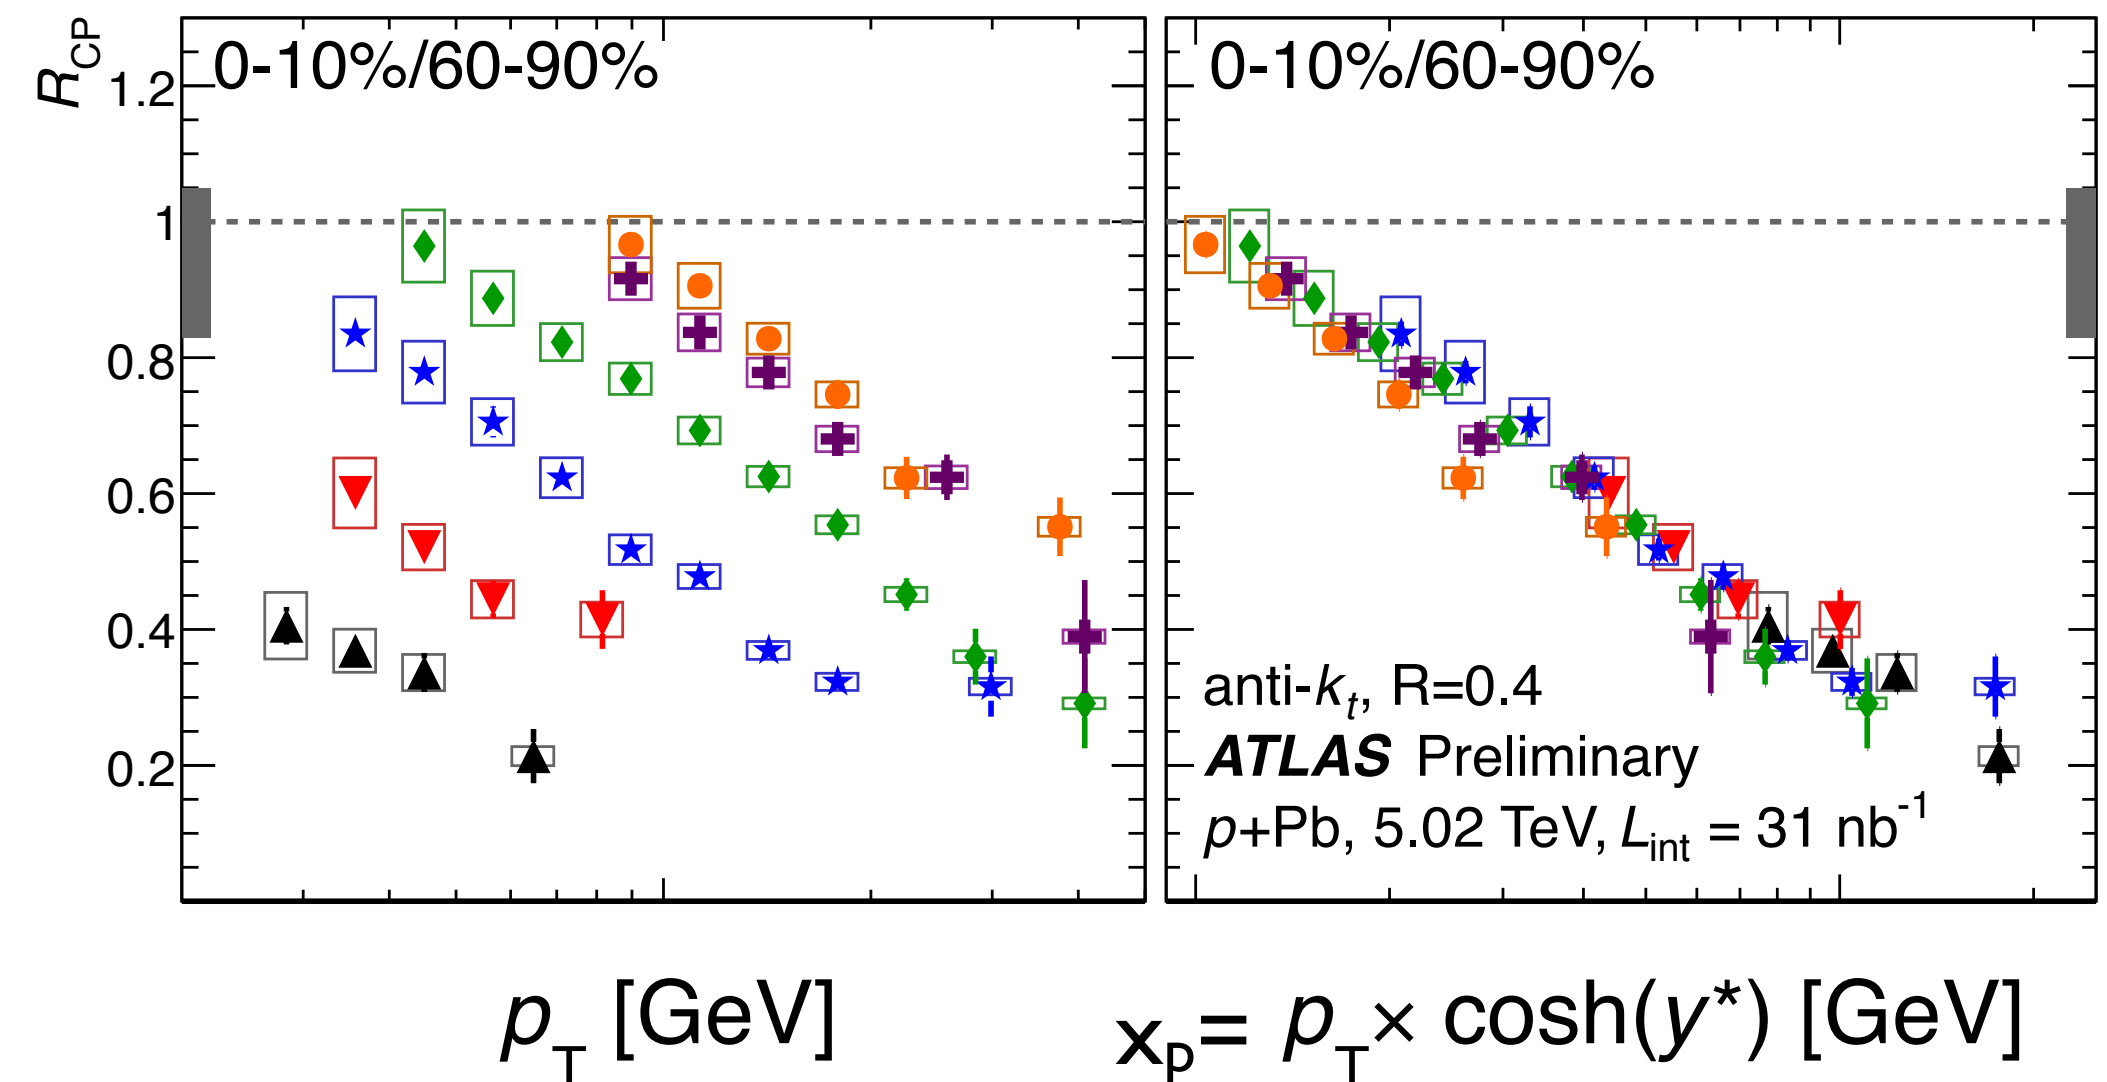 R_CP
0-10%/60-90%
0-10%/60-90%
1.2
1
0.8
0.6
0.4
0.2
anti-k_t, R=0.4
ATLAS Preliminary
p+Pb, 5.02 TeV, L_int = 31 nb^-1
p_T [GeV]
x_p= p_T × cosh(y*) [GeV]